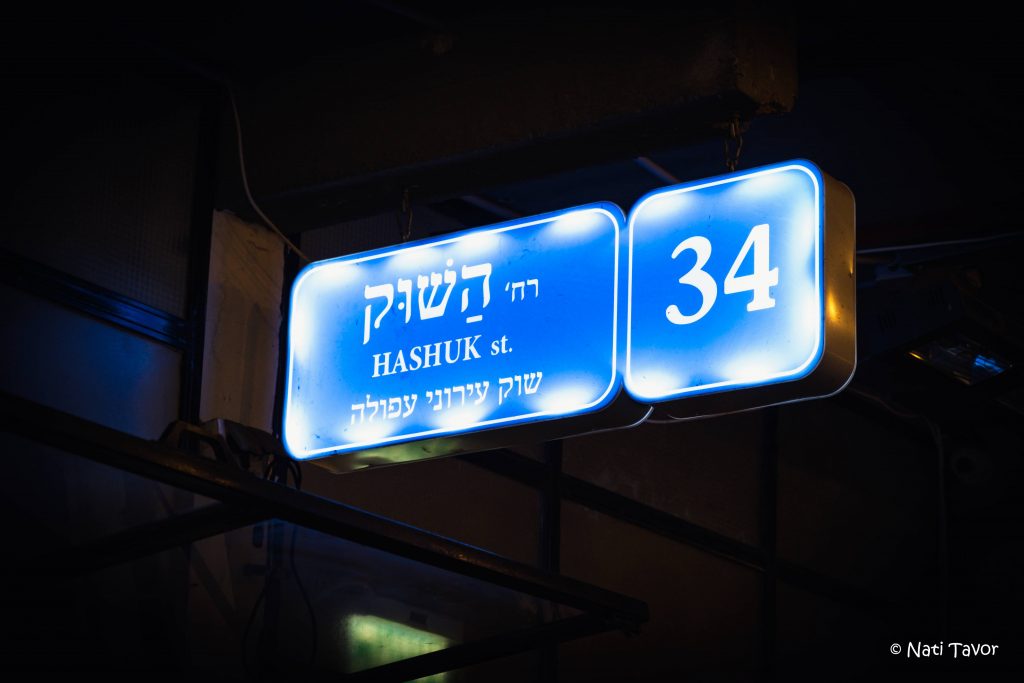 רח׳ הַשּׁוּק
HASHUK st.
שוק עירוני עפולה
34
© Nati Tavor